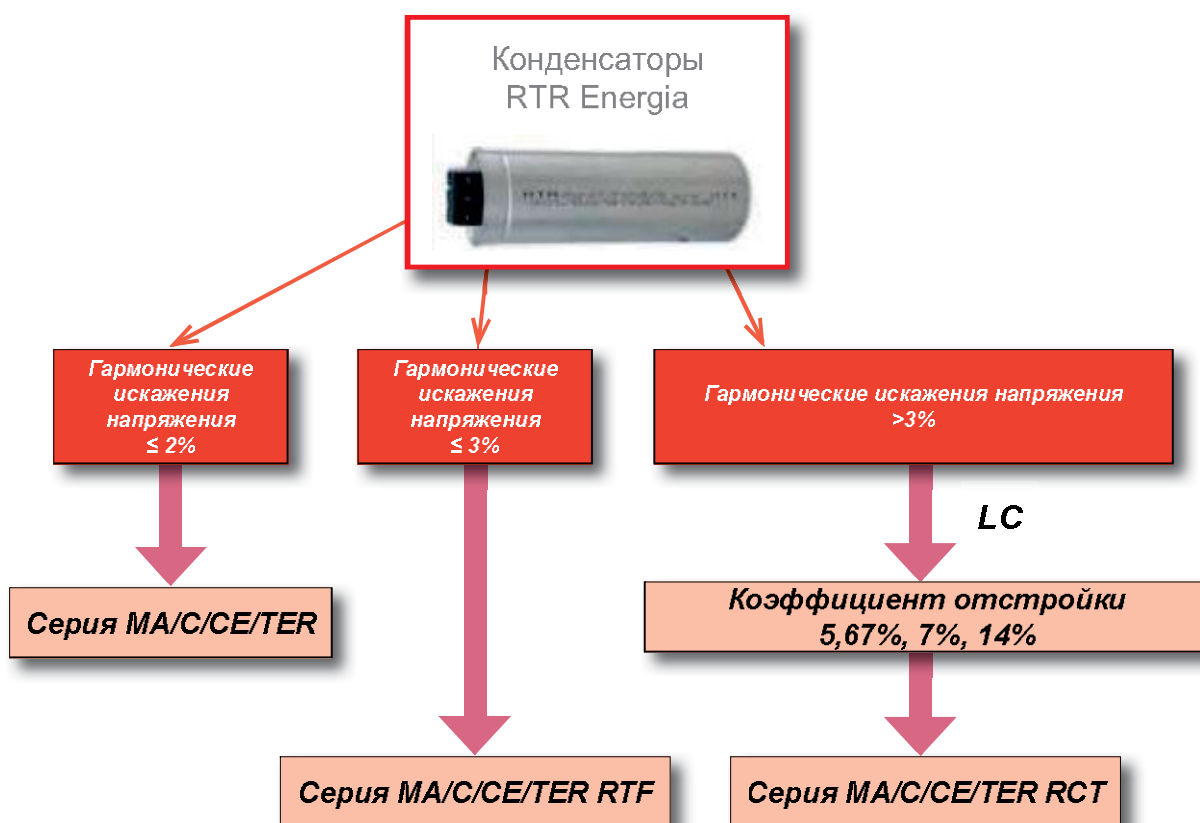 Конденсаторы
RTR Energia
RTR
Гармонические
искажения
напряжения
≤ 2%
Гармонические
искажения
напряжения
≤ 3%
Гармонические искажения напряжения
>3%
LC
Серия MA/C/CE/TER
Коэффициент отстройки
5,67%, 7%, 14%
Серия MA/C/CE/TER RTF
Серия MA/C/CE/TER RCT